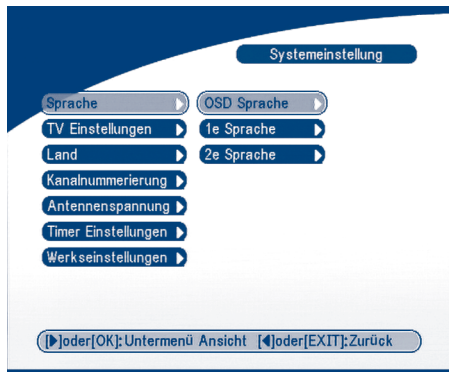 Systemeinstellung
Sprache
OSD Sprache
TV Einstellungen
1e Sprache
Land
2e Sprache
Kanalnummerierung
Antennenspannung
Timer Einstellungen
Werkseinstellungen
[▶]oder[OK]:Untermenü Ansicht [◀]oder[EXIT]:Zurück